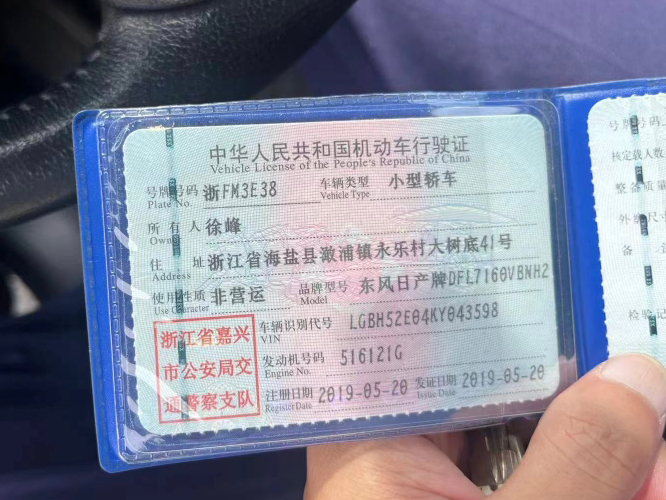 中华人民共和国机动车行驶证
Vehicle License of the People's Republic of China
号牌号码 浙FM3E38 车辆类型 小型轿车
Plate No. Vehicle Type
所有人 徐峰
Owner
住址 浙江省海盐县澉浦镇永乐村大树底41号
Address
使用性质 非营运 品牌型号 东风日产牌DFL7160VBNH2
Use Character Model
浙江省嘉兴
市公安局交
通警察支队
车辆识别代号 LGBH52E04KY043598
VIN
发动机号码 516121G
Engine No.
注册日期 2019-05-20 发证日期 2019-05-20
Register Date Issue Date
号牌号码
核定载人数
整备质量
外廓尺寸
备
检验记